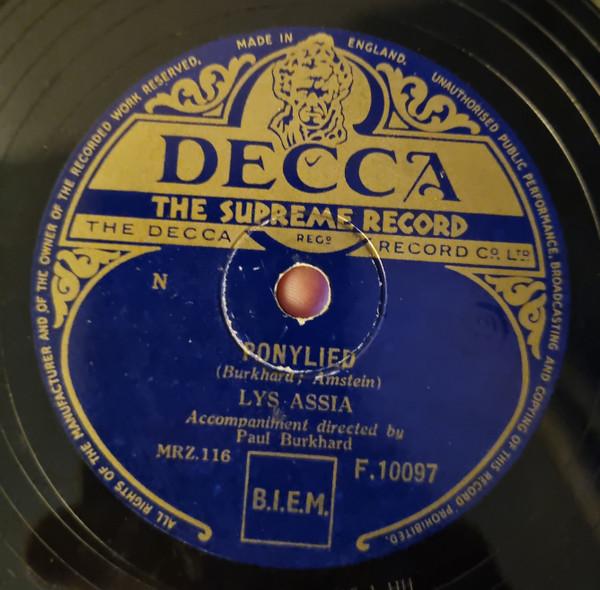 MADE IN ENGLAND.
ALL RIGHTS OF THE MANUFACTURER AND OF THE OWNER OF THE RECORDED WORK RESERVED.
UNAUTHORISED PUBLIC PERFORMANCE, BROADCASTING AND COPYING OF THIS RECORD PROHIBITED.
DECCA
THE SUPREME RECORD
THE DECCA REGD RECORD CO. LTD.
N
PONYLIED
(Burkhard; Amstein)
LYS ASSIA
Accompaniment directed by
Paul Burkhard
MRZ.116
F.10097
B.I.E.M.